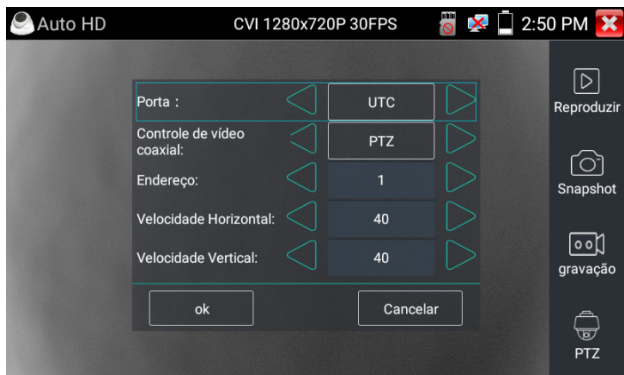 Auto HD
CVI 1280x720P 30FPS
2:50 PM
Porta :
UTC
Controle de vídeo
coaxial:
PTZ
Endereço:
1
Velocidade Horizontal:
40
Velocidade Vertical:
40
ok
Cancelar
Reproduzir
Snapshot
gravação
PTZ